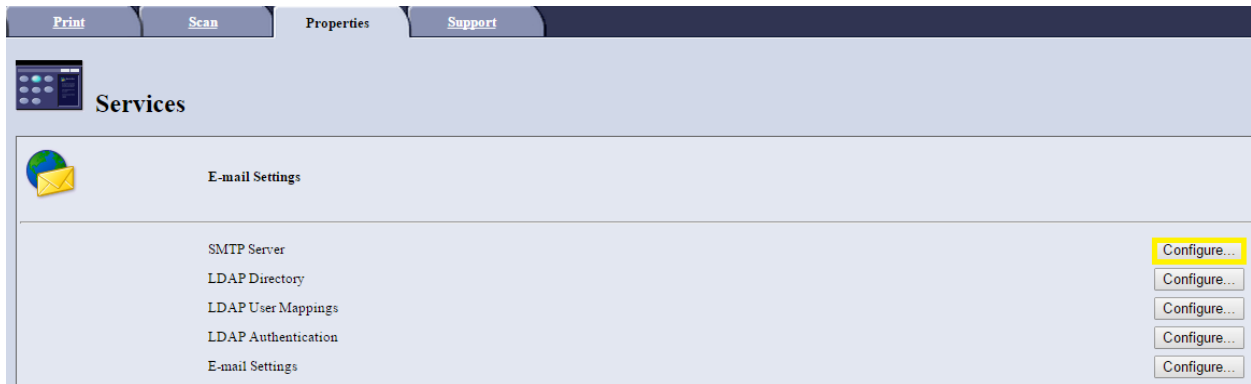 Print Scan Properties Support
Services
E-mail Settings
SMTP Server Configure...
LDAP Directory Configure...
LDAP User Mappings Configure...
LDAP Authentication Configure...
E-mail Settings Configure...